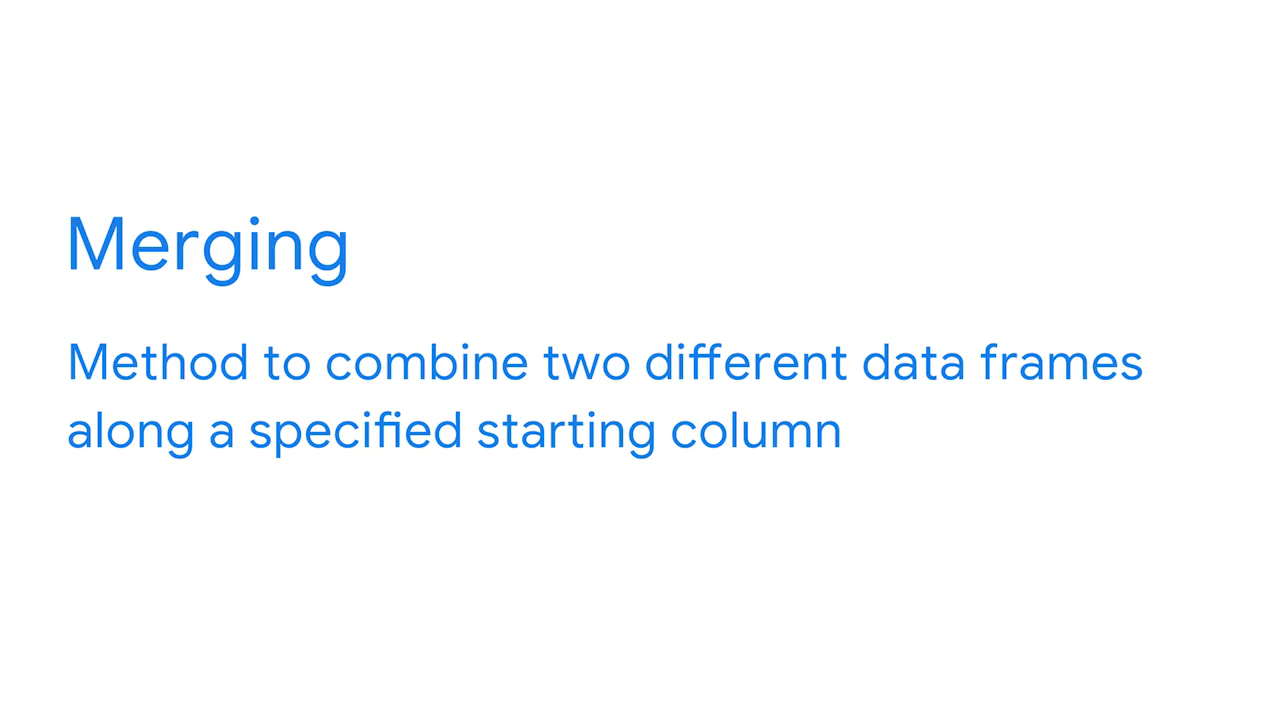 Merging
Method to combine two different data frames
along a specified starting column